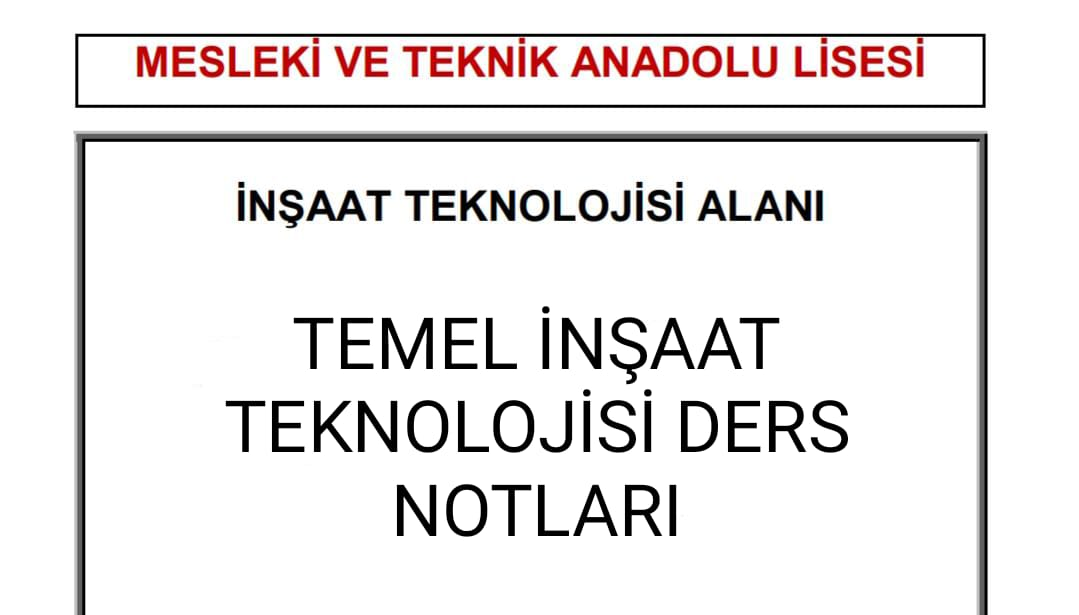 MESLEKİ VE TEKNİK ANADOLU LİSESİ
İNŞAAT TEKNOLOJİSİ ALANI
TEMEL İNŞAAT
TEKNOLOJİSİ DERS
NOTLARI